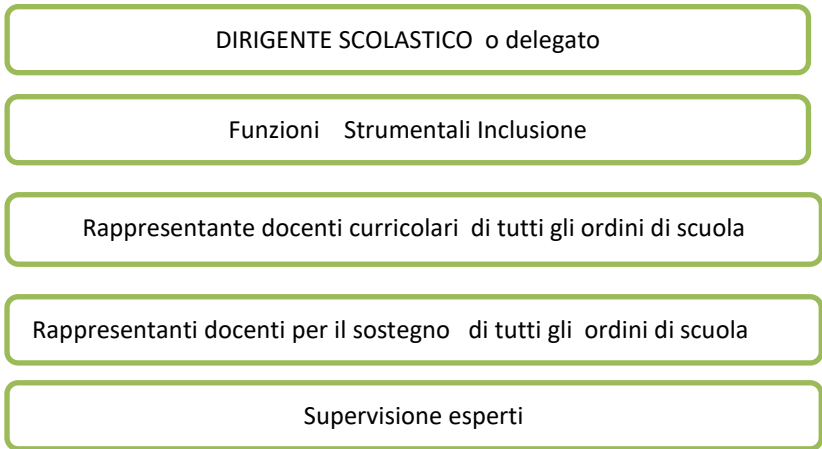 DIRIGENTE SCOLASTICO o delegato
Funzioni Strumentali Inclusione
Rappresentante docenti curricolari di tutti gli ordini di scuola
Rappresentanti docenti per il sostegno di tutti gli ordini di scuola
Supervisione esperti